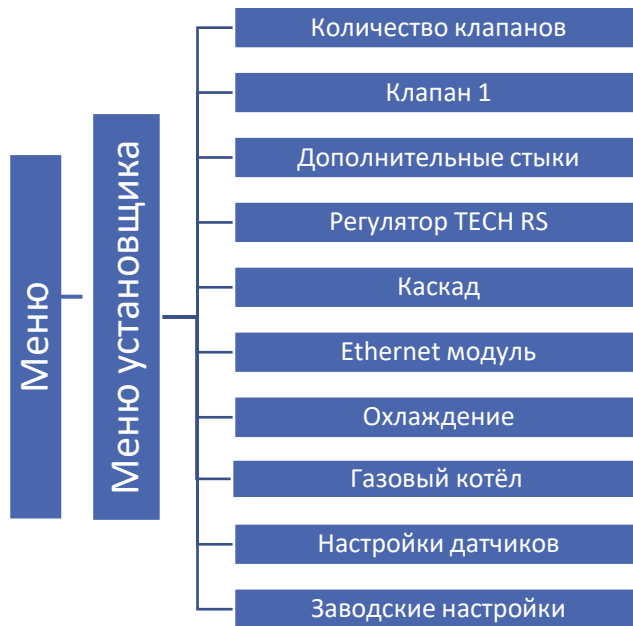 Меню
Меню установщика
Количество клапанов
Клапан 1
Дополнительные стыки
Регулятор TECH RS
Каскад
Ethernet модуль
Охлаждение
Газовый котёл
Настройки датчиков
Заводские настройки